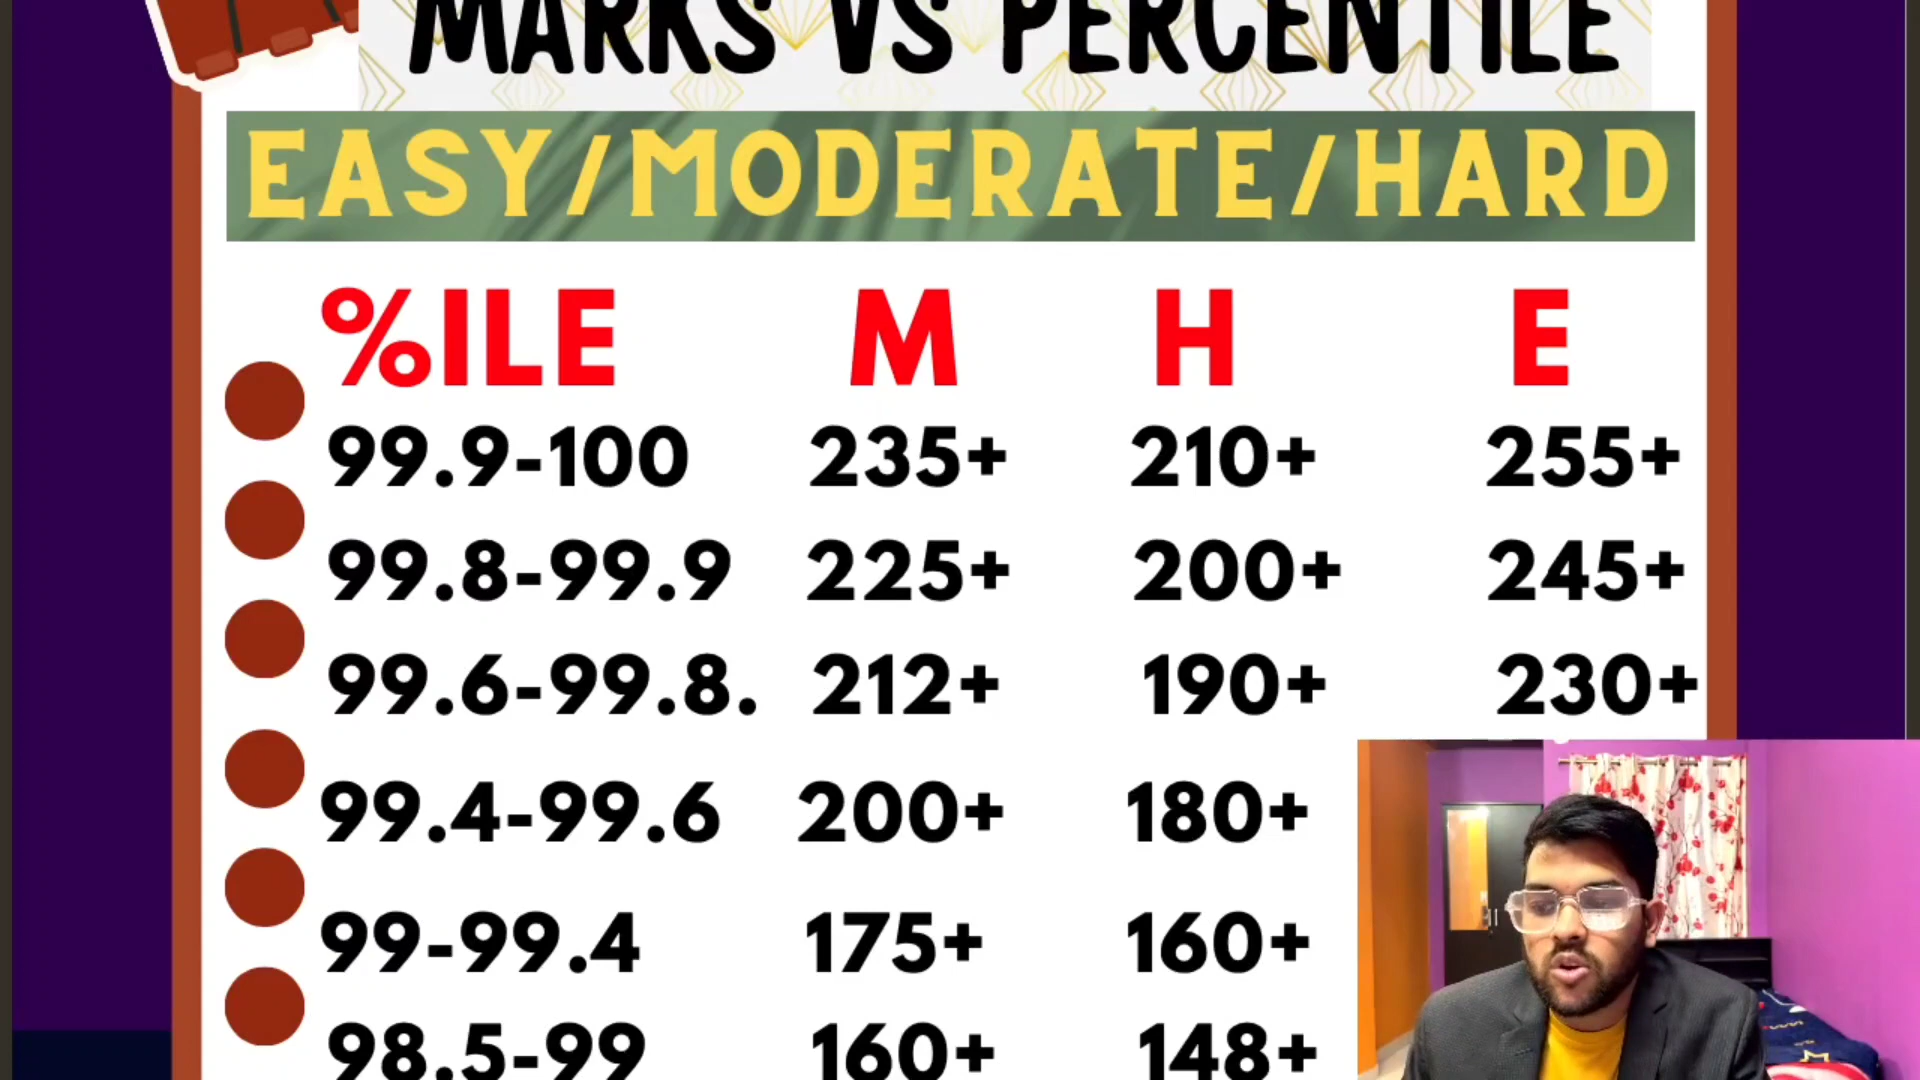 MARKS VS PERCENTILE
EASY/MODERATE/HARD
%ILE M H E
99.9-100 235+ 210+ 255+
99.8-99.9 225+ 200+ 245+
99.6-99.8. 212+ 190+ 230+
99.4-99.6 200+ 180+
99-99.4 175+ 160+
98.5-99 160+ 148+